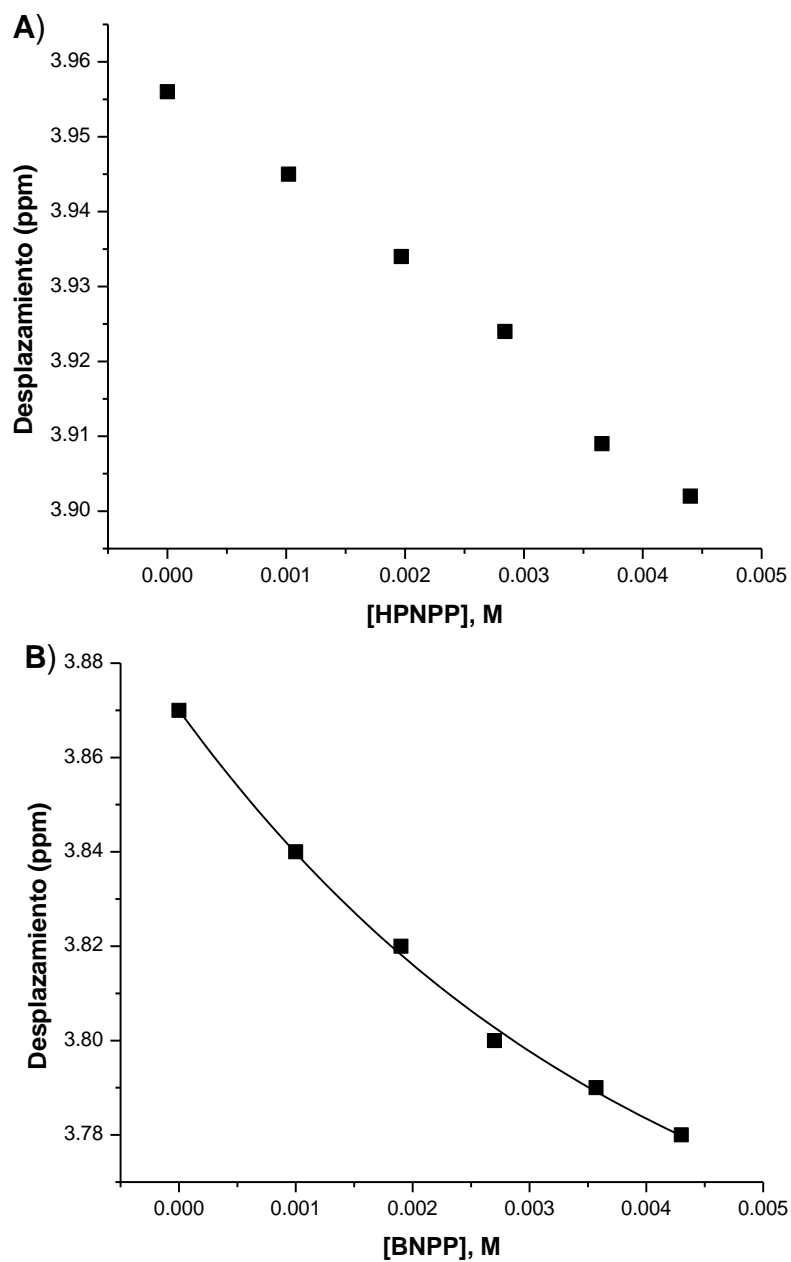 A)
3.96
3.95
3.94
3.93
3.92
3.91
3.90
Desplazamiento (ppm)
0.000 0.001 0.002 0.003 0.004 0.005
[HPNPP], M
B)
3.88
3.86
3.84
3.82
3.80
3.78
Desplazamiento (ppm)
0.000 0.001 0.002 0.003 0.004 0.005
[BNPP], M